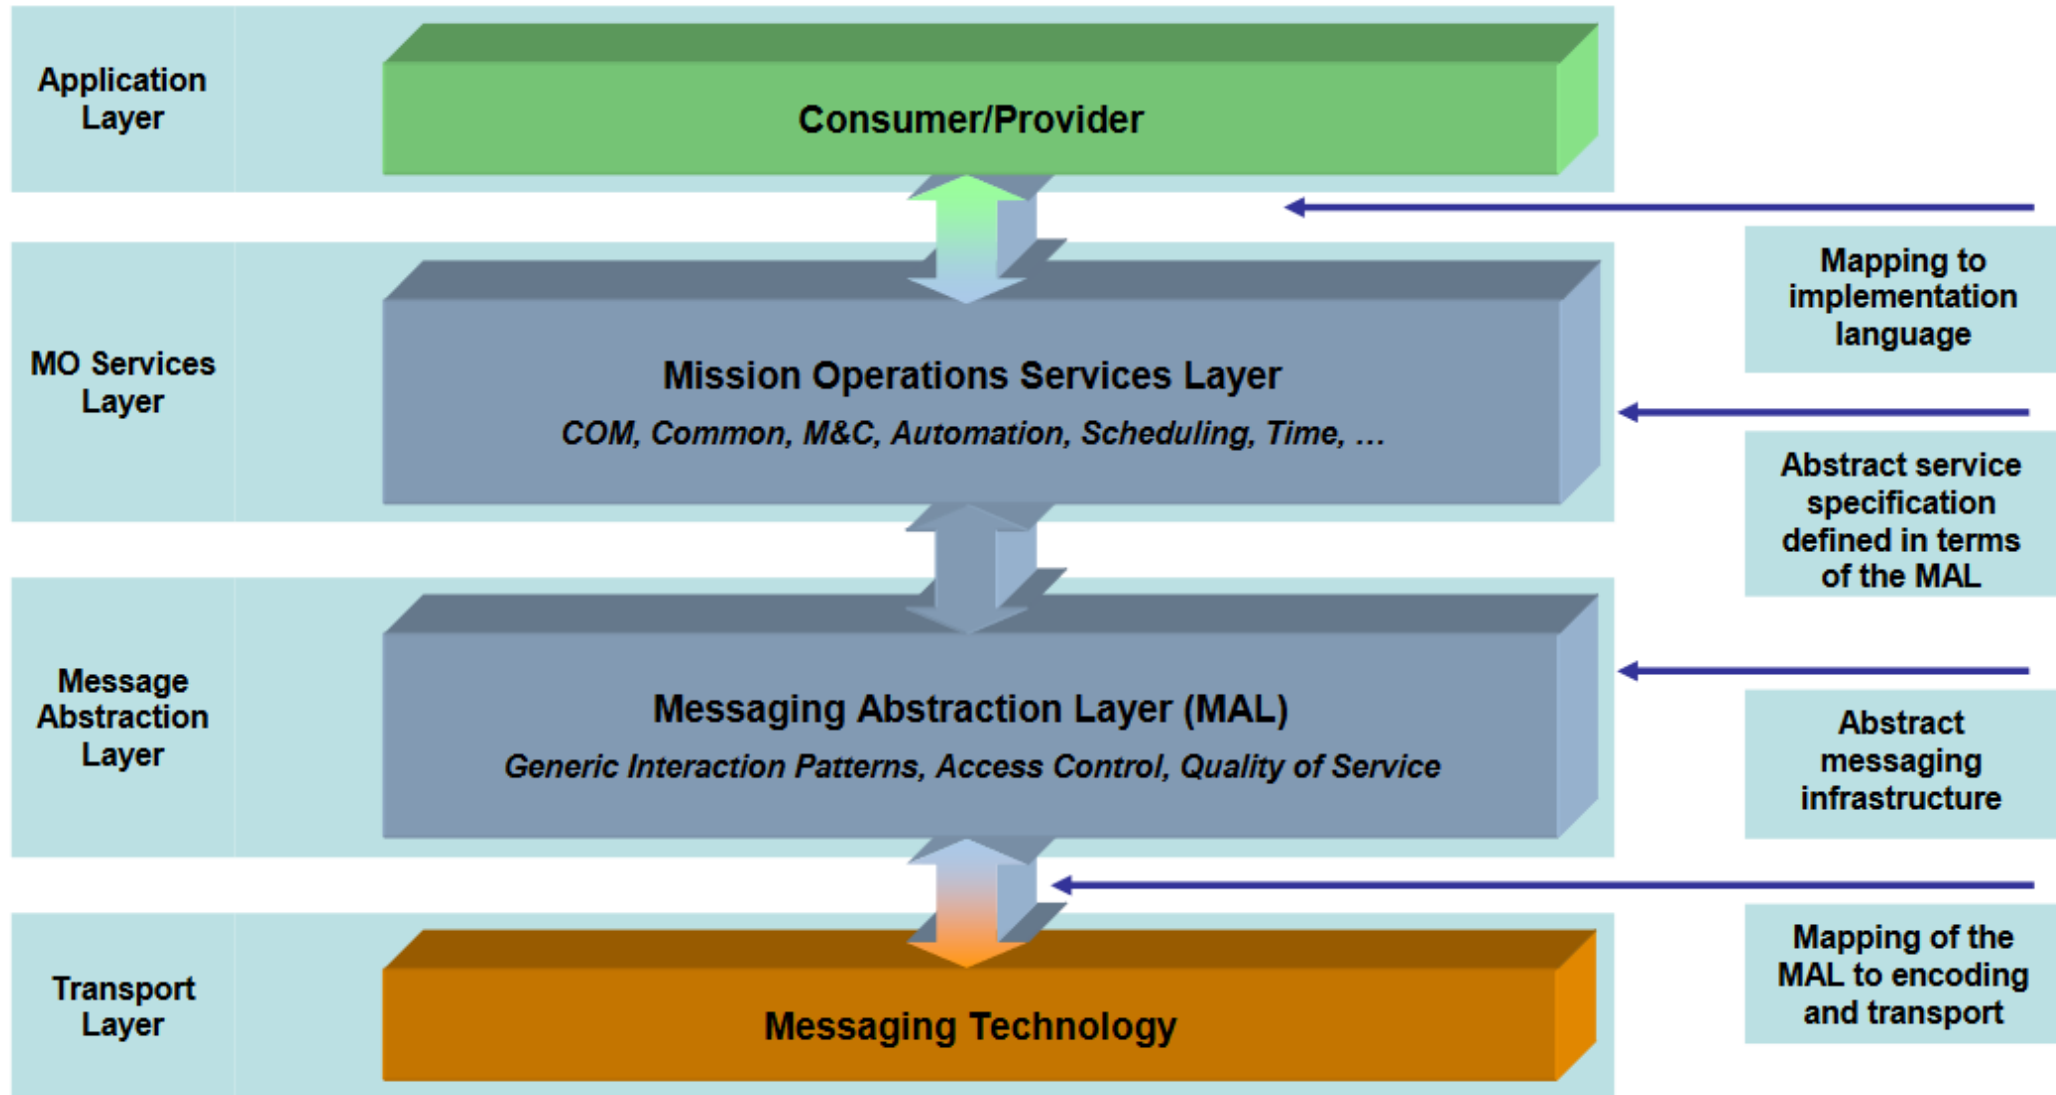 Application
Layer
Consumer/Provider
Mapping to
implementation
language
MO Services
Layer
Mission Operations Services Layer
COM, Common, M&C, Automation, Scheduling, Time, …
Abstract service
specification
defined in terms
of the MAL
Message
Abstraction
Layer
Messaging Abstraction Layer (MAL)
Generic Interaction Patterns, Access Control, Quality of Service
Abstract
messaging
infrastructure
Transport
Layer
Messaging Technology
Mapping of the
MAL to encoding
and transport